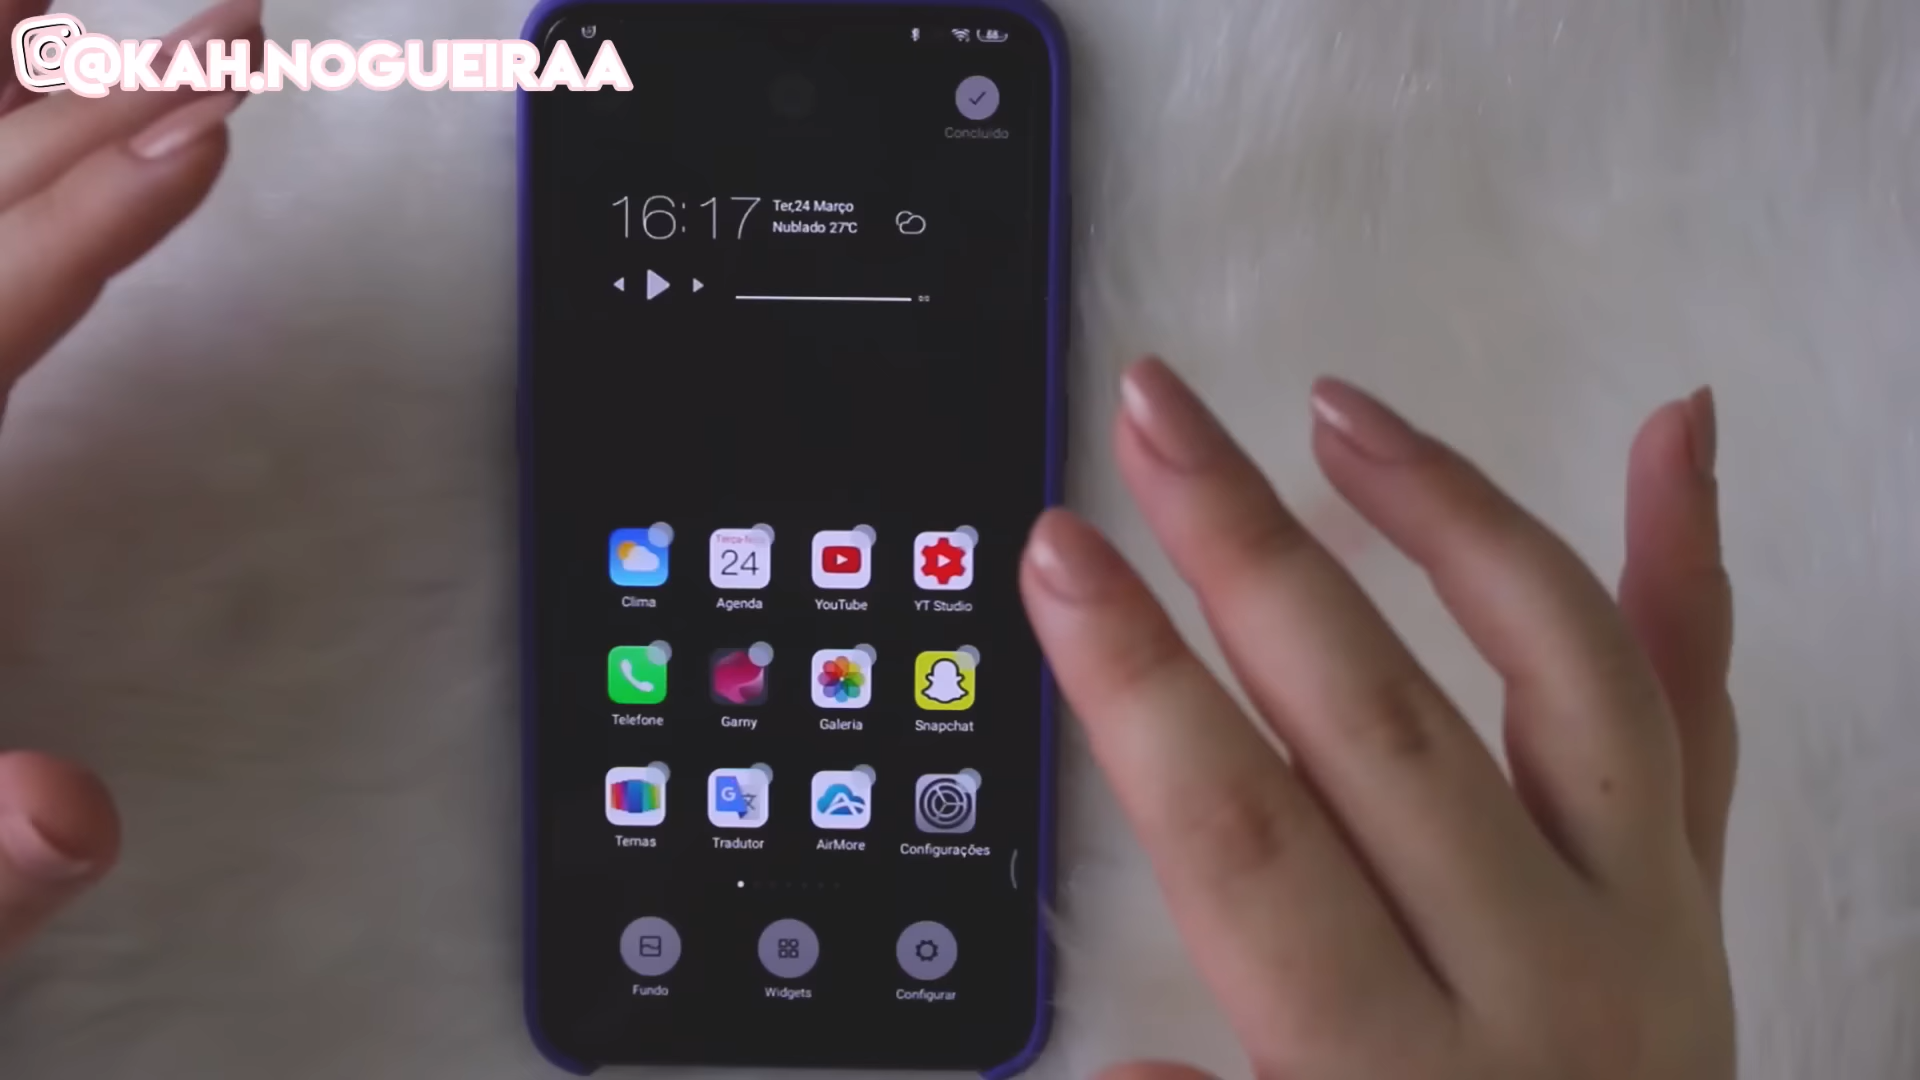 @KAH.NOGUEIRAA
Concluído
16:17
Ter,24 Março
Nublado 27°C
24
Clima
Agenda
YouTube
YT Studio
Telefone
Garny
Galeria
Snapchat
Temas
G
Tradutor
AirMore
Configurações
Fundo
Widgets
Configurar